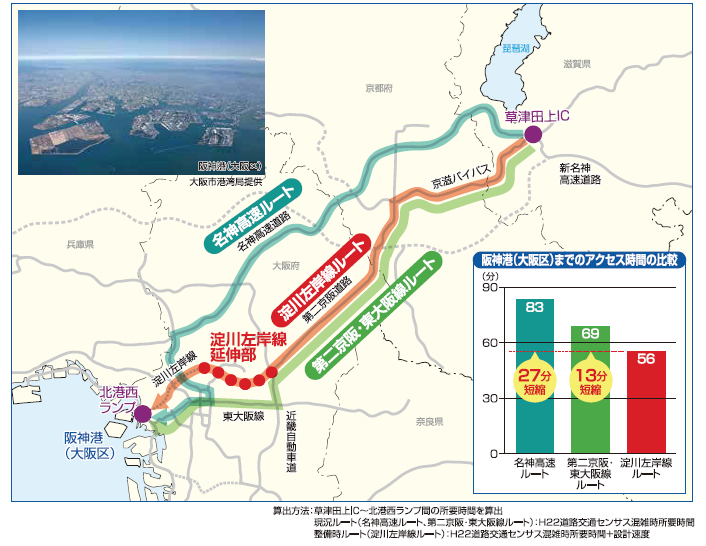 阪神港(大阪区)
大阪市港湾局提供
琵琶湖
滋賀県
京都府
草津田上IC
新名神
高速道路
京滋バイパス
名神高速ルート
名神高速道路
兵庫県
大阪府
淀川左岸線ルート
第二京阪道路
第二京阪・東大阪線ルート
淀川左岸線
延伸部
淀川左岸線
北港西
ランプ
阪神港
(大阪区)
東大阪線
近畿自動車道
奈良県
阪神港(大阪区)までのアクセス時間の比較
(分)
90
60
30
0
83
69
56
27分
短縮
13分
短縮
名神高速
ルート
第二京阪・
東大阪線
ルート
淀川左岸線
ルート
算出方法：草津田上IC～北港西ランプ間の所要時間を算出
現況ルート(名神高速ルート、第二京阪・東大阪線ルート)：H22道路交通センサス混雑時所要時間
整備時ルート(淀川左岸線ルート)：H22道路交通センサス混雑時所要時間＋設計速度